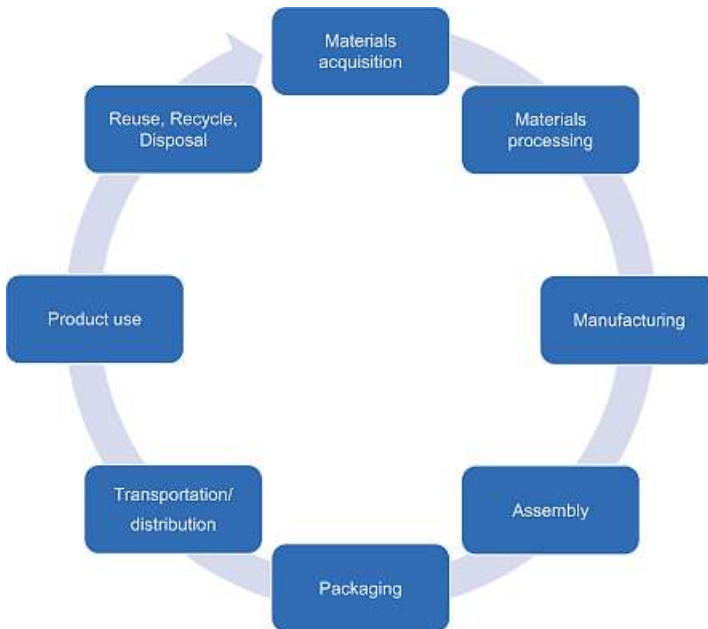 Materials
acquisition
Materials
processing
Manufacturing
Assembly
Packaging
Transportation/
distribution
Product use
Reuse, Recycle,
Disposal